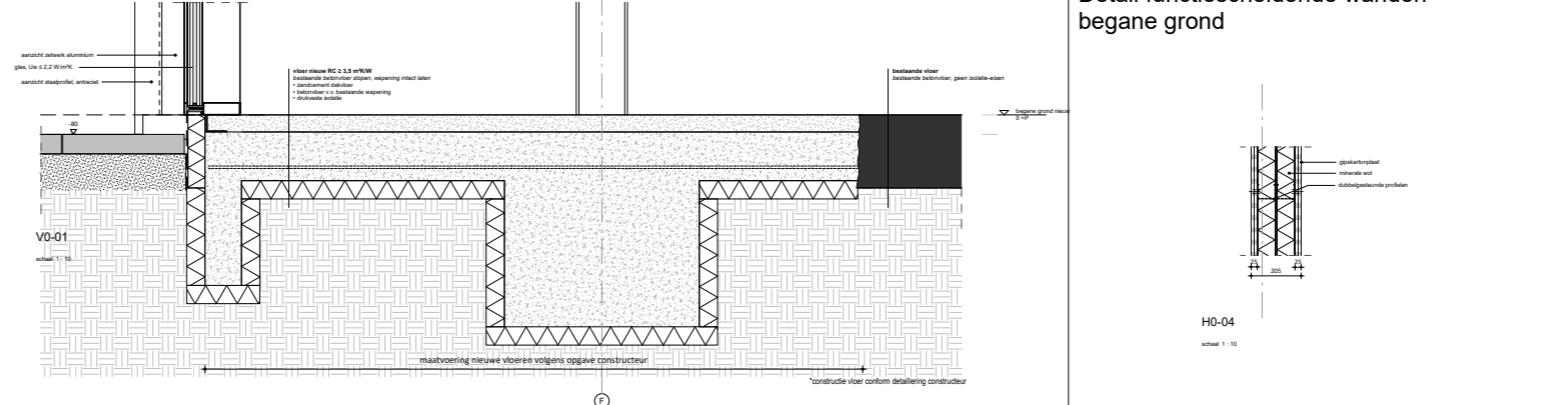 Detail functiescheidende wanden
begane grond
aanzicht zetwerk aluminium
glas, Uw ≤ 2,2 W/m²K
aanzicht staalprofiel, antraciet
-80
vloer nieuw RC ≥ 3,5 m²K/W
bestaande betonvloer slopen, wapening intact laten
• zandcement dekvloer
• betonvloer v.v. bestaande wapening
• drukvaste isolatie
bestaande vloer
bestaande betonvloer, geen isolatie-eisen
begane grond nieuw
0 =P
V0-01
schaal 1 : 10
maatvoering nieuwe vloeren volgens opgave constructeur
*constructie vloer conform detaillering constructeur
F
gipskartonplaat
minerale wol
dubbelgesteunde profielen
25
25
205
H0-04
schaal 1 : 10